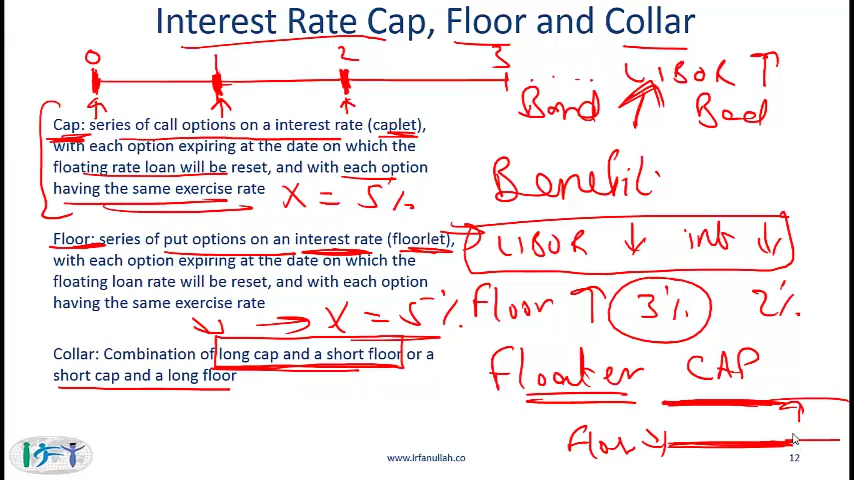 Interest Rate Cap, Floor and Collar
0 1 2 3
LIBOR ↑
Bond ↑ Bad
Cap: series of call options on a interest rate (caplet),
with each option expiring at the date on which the
floating rate loan will be reset, and with each option
having the same exercise rate
X = 5%
Benefit
Floor: series of put options on an interest rate (floorlet),
with each option expiring at the date on which the
floating loan rate will be reset, and with each option
having the same exercise rate
LIBOR ↓ int ↓
→ X = 5%
Floor ↑ 3% 2%
Collar: Combination of long cap and a short floor or a
short cap and a long floor
Floater CAP
Flor
www.irfanullah.co
12